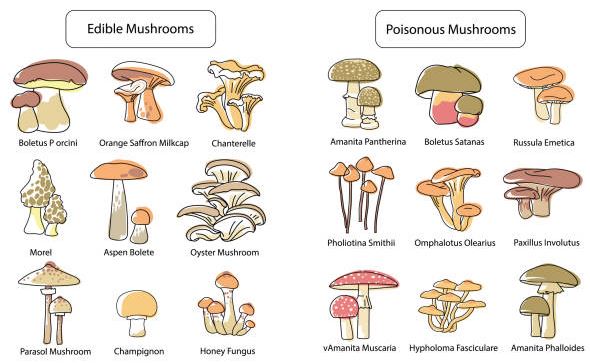 Edible Mushrooms
Poisonous Mushrooms
Boletus P orcini
Orange Saffron Milkcap
Chanterelle
Amanita Pantherina
Boletus Satanas
Russula Emetica
Morel
Aspen Bolete
Oyster Mushroom
Pholiotina Smithii
Omphalotus Olearius
Paxillus Involutus
Parasol Mushroom
Champignon
Honey Fungus
vAmanita Muscaria
Hypholoma Fasciculare
Amanita Phalloides